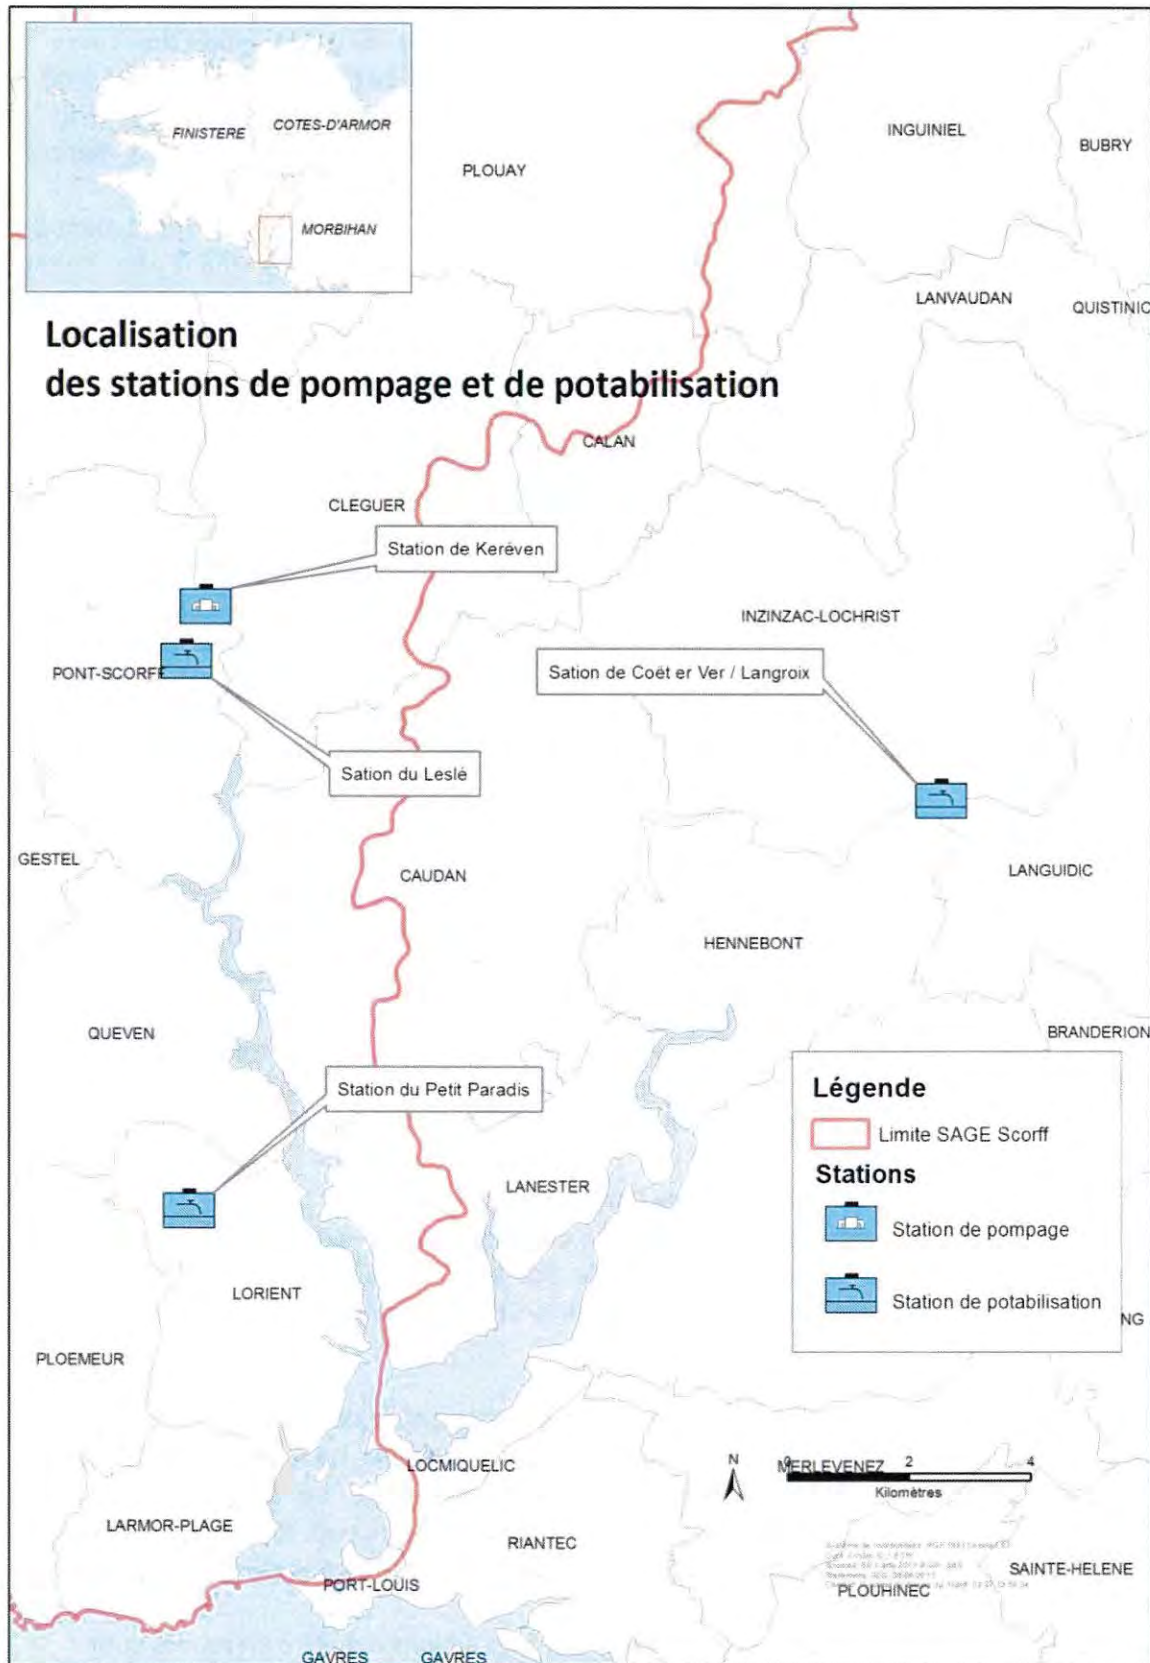 FINISTERE
COTES-D'ARMOR
MORBIHAN
INGUINIEL
BUBRY
PLOUAY
LANVAUDAN
QUISTINIC
Localisation
des stations de pompage et de potabilisation
CALAN
CLEGUER
Station de Keréven
INZINZAC-LOCHRIST
PONT-SCORFF
Sation de Coët er Ver / Langroix
Sation du Leslé
GESTEL
CAUDAN
LANGUIDIC
HENNEBONT
QUEVEN
BRANDERION
Station du Petit Paradis
Légende
Limite SAGE Scorff
Stations
Station de pompage
Station de potabilisation
LANESTER
LORIENT
NG
PLOEMEUR
LOCMIQUELIC
N
MERLEVENEZ
0 2 4
Kilomètres
LARMOR-PLAGE
RIANTEC
SAINTE-HELENE
PORT-LOUIS
PLOUHINEC
GAVRES
GAVRES